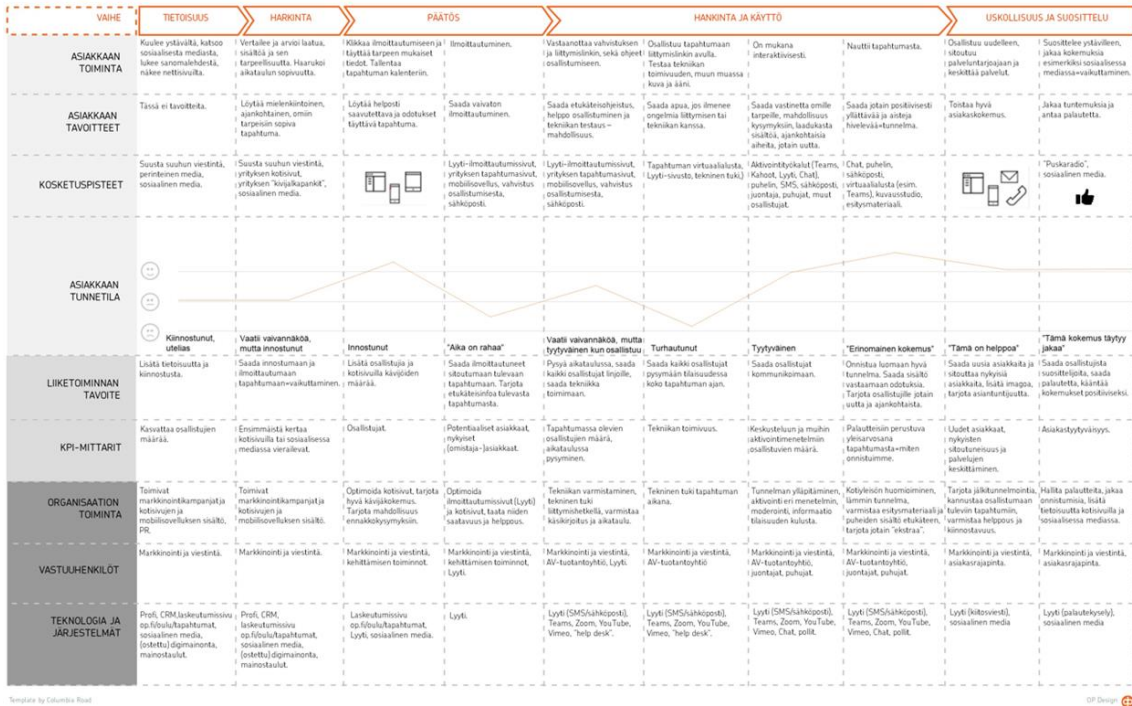 VAIHE
TIETOISUUS
HARKINTA
PÄÄTÖS
HANKINTA JA KÄYTTÖ
USKOLLISUUS JA SUOSITTELU
ASIAKKAAN
TOIMINTA
Kuulee ystävältä, katsoo
sosiaalisesta mediasta,
lukee sanomalehdestä,
näkee nettisivuilta.
Vertailee ja arvioi laatua,
sisältöä ja sen
tarpeellisuutta. Haarukoi
aikataulun sopivuutta.
Klikkaa ilmoittautumiseen ja
täyttää tarpeen mukaiset
tiedot. Tallentaa
tapahtuman kalenteriin.
Ilmoittautuminen.
Vastaanottaa vahvistuksen
ja liittymislinkin, sekä ohjeet
osallistumiseen.
Osallistuu tapahtumaan
liittymislinkin avulla.
Testaa tekniikan
toimivuuden, muun muassa
kuva ja ääni.
On mukana
interaktiivisesti.
Nauttii tapahtumasta.
Osallistuu uudelleen,
sitoutuu
palveluntarjoajaan ja
keskittää palvelut.
Suosittelee ystävilleen,
jakaa kokemuksia
esimerkiksi sosiaalisessa
mediassa=vaikuttaminen.
ASIAKKAAN
TAVOITTEET
Tässä ei tavoitteita.
Löytää mielenkiintoinen,
ajankohtainen, omiin
tarpeisiin sopiva
tapahtuma.
Löytää helposti
saavutettava ja odotukset
täyttävä tapahtuma.
Saada vaivaton
ilmoittautuminen.
Saada etukäteisohjeistus,
helppo osallistuminen ja
tekniikan testaus –
mahdollisuus.
Saada apua, jos ilmenee
ongelmia liittymisen tai
tekniikan kanssa.
Saada vastinetta omille
tarpeille, mahdollisuus
kysymyksiin, laadukasta
sisältöä, ajankohtaisia
aiheita, jotain uutta.
Saada jotain positiivisesti
yllättävää ja aisteja
hivelevää=tunnelma.
Toistaa hyvä
asiakaskokemus.
Jakaa tuntemuksia ja
antaa palautetta.
KOSKETUSPISTEET
Suusta suuhun viestintä,
perinteinen media,
sosiaalinen media.
Suusta suuhun viestintä,
yrityksen kotisivut,
yrityksen "kivijalkapankit",
sosiaalinen media.
Lyyti-ilmoittautumissivut,
yrityksen tapahtumasivut,
mobiilisovellus, vahvistus
osallistumisesta,
sähköposti.
Lyyti-ilmoittautumissivut,
yrityksen tapahtumasivut,
mobiilisovellus, vahvistus
osallistumisesta,
sähköposti.
Tapahtuman virtuaalialusta,
Lyyti-sivusto, tekninen tuki.
Aktivointityökalut (Teams,
Kahoot, Lyyti, Chat),
puhelin, SMS, sähköposti,
juontaja, puhujat, muut
osallistujat.
Chat, puhelin,
sähköposti,
virtuaalialusta (esim.
Teams), kuvausstudio,
esitysmateriaali.
"Puskaradio",
sosiaalinen media.
ASIAKKAAN
TUNNETILA
Kiinnostunut,
utelias
Vaatii vaivannäköä,
mutta innostunut
Innostunut
"Aika on rahaa"
Vaatii vaivannäköä, mutta
tyytyväinen kun osallistuu
Turhautunut
Tyytyväinen
"Erinomainen kokemus"
"Tämä on helppoa"
"Tämä kokemus täytyy
jakaa"
LIIKETOIMINNAN
TAVOITE
Lisätä tietoisuutta ja
kiinnostusta.
Saada innostumaan ja
ilmoittautumaan
tapahtumaan=vaikuttaminen.
Lisätä osallistujia ja
kotisivuilla kävijöiden
määrää.
Saada ilmoittautuneet
sitoutumaan tulevaan
tapahtumaan. Tarjota
etukäteisinfoa tulevasta
tapahtumasta.
Pysyä aikataulussa, saada
kaikki osallistujat linjoille,
saada tekniikka
toimimaan.
Saada kaikki osallistujat
pysymään tilaisuudessa
koko tapahtuman ajan.
Saada osallistujat
kommunikoimaan.
Onnistua luomaan hyvä
tunnelma. Saada sisältö
vastaamaan odotuksia.
Tarjota osallistujille jotain
uutta ja ajankohtaista.
Saada uusia asiakkaita ja
sitouttaa nykyisiä
asiakkaita, lisätä imagoa,
tarjota asiantuntijuutta.
Saada osallistujista
suosittelijoita, saada
palautetta, kääntää
kokemukset positiiviseksi.
KPI-MITTARIT
Kasvattaa osallistujien
määrää.
Ensimmäistä kertaa
kotisivuilla tai sosiaalisessa
mediassa vierailevat.
Osallistujat.
Potentiaaliset asiakkaat,
nykyiset
(omistaja-)asiakkaat.
Tapahtumassa olevien
osallistujien määrä,
aikataulussa
pysyminen.
Tekniikan toimivuus.
Keskusteluun ja muihin
aktivointimenetelmiin
osallistuvien määrä.
Palautteisiin perustuva
yleisarvosana
tapahtumasta=miten
onnistuimme.
Uudet asiakkaat,
nykyisten
sitoutuneisuus ja
palvelujen
keskittäminen.
Asiakastyytyväisyys.
ORGANISAATION
TOIMINTA
Toimivat
markkinointikampanjat ja
kotisivujen ja
mobiilisovelluksen sisältö,
PR.
Toimivat
markkinointikampanjat ja
kotisivujen ja
mobiilisovelluksen sisältö.
Optimoida kotisivut, tarjota
hyvä kävijäkokemus.
Tarjota mahdollisuus
ennakkokysymyksiin.
Optimoida
ilmoittautumissivut (Lyyti)
ja kotisivut, taata niiden
saatavuus ja helppous.
Tekniikan varmistaminen,
tekninen tuki
liittymishetkellä, varmistaa
käsikirjoitus ja aikataulu.
Tekninen tuki tapahtuman
aikana.
Tunnelman ylläpitäminen,
aktivointi eri menetelmin,
moderointi, informaatio
tilaisuuden kulusta.
Kotiyleisön huomioiminen,
lämmin tunnelma,
varmistaa esitysmateriaali ja
puheiden sisältö etukäteen,
tarjota jotain "ekstraa".
Tarjota jälkitunnelmointia,
kannustaa osallistumaan
tuleviin tapahtumiin,
varmistaa helppous ja
kiinnostavuus.
Hallita palautteita, jakaa
onnistumisia, lisätä
tietoisuutta kotisivuilla ja
sosiaalisessa mediassa.
VASTUUHENKILÖT
Markkinointi ja viestintä.
Markkinointi ja viestintä.
Markkinointi ja viestintä,
kehittämisen toiminnot.
Markkinointi ja viestintä,
kehittämisen toiminnot,
Lyyti.
Markkinointi ja viestintä,
AV-tuotantoyhtiö, Lyyti.
Markkinointi ja viestintä,
AV-tuotantoyhtiö
Markkinointi ja viestintä,
AV-tuotantoyhtiö,
juontajat, puhujat.
Markkinointi ja viestintä,
AV-tuotantoyhtiö,
juontajat, puhujat.
Markkinointi ja viestintä,
asiakasrajapinta.
Markkinointi ja viestintä,
asiakasrajapinta.
TEKNOLOGIA JA
JÄRJESTELMÄT
Profi, CRM,laskeutumissivu
op.fi/oulu/tapahtumat,
sosiaalinen media,
(ostettu) digimainonta,
mainostaulut.
Profi, CRM,
laskeutumissivu
op.fi/oulu/tapahtumat,
sosiaalinen media,
(ostettu) digimainonta,
mainostaulut.
Laskeutumissivu
op.fi/oulu/tapahtumat,
Lyyti, sosiaalinen media.
Lyyti.
Lyyti (SMS/sähköposti),
Teams, Zoom, YouTube,
Vimeo, "help desk".
Lyyti (SMS/sähköposti),
Teams, Zoom, YouTube,
Vimeo, "help desk".
Lyyti (SMS/sähköposti),
Teams, Zoom, YouTube,
Vimeo, Chat, pollit.
Lyyti (SMS/sähköposti),
Teams, Zoom, YouTube,
Vimeo, Chat, pollit.
Lyyti (kiitosviesti),
sosiaalinen media
Lyyti (palautekysely),
sosiaalinen media
Template by Columbia Road
OP Design